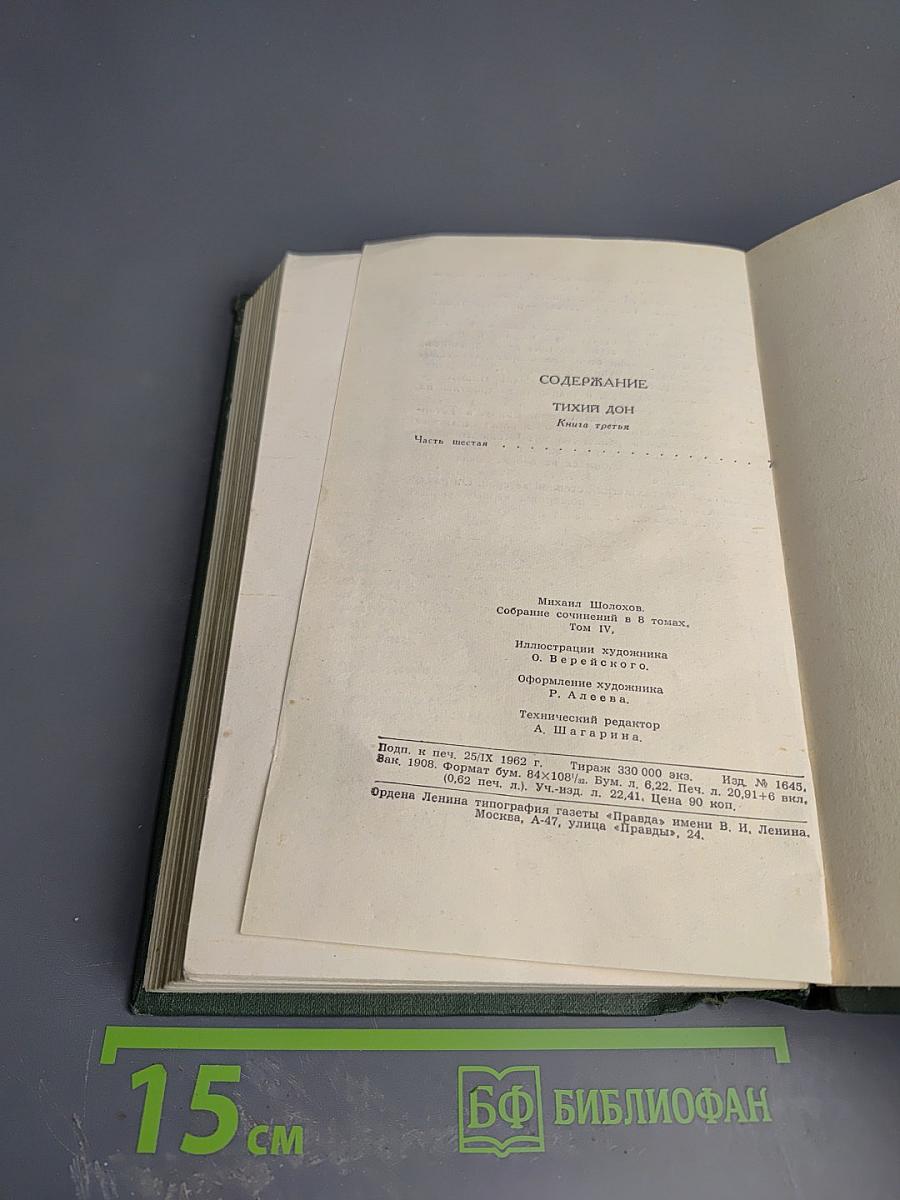 СОДЕРЖАНИЕ
ТИХИЙ ДОН
Книга третья
Часть шестая . . . . . . . . . . . . . . . . . . . . 7
Михаил Шолохов.
Собрание сочинений в 8 томах.
Том IV.
Иллюстрации художника
О. Верейского.
Оформление художника
Р. Алеева.
Технический редактор
А. Шагарина.
Подп. к печ. 25/IX 1962 г. Тираж 330 000 экз. Изд. № 1645.
Зак. 1908. Формат бум. 84×108¹/₃₂. Бум. л. 6,22. Печ. л. 20,91+6 вкл.
(0,62 печ. л.). Уч.-изд. л. 22,41. Цена 90 коп.
Ордена Ленина типография газеты «Правда» имени В. И. Ленина.
Москва, А-47, улица «Правды», 24.
15 см
БФ БИБЛИОФАН